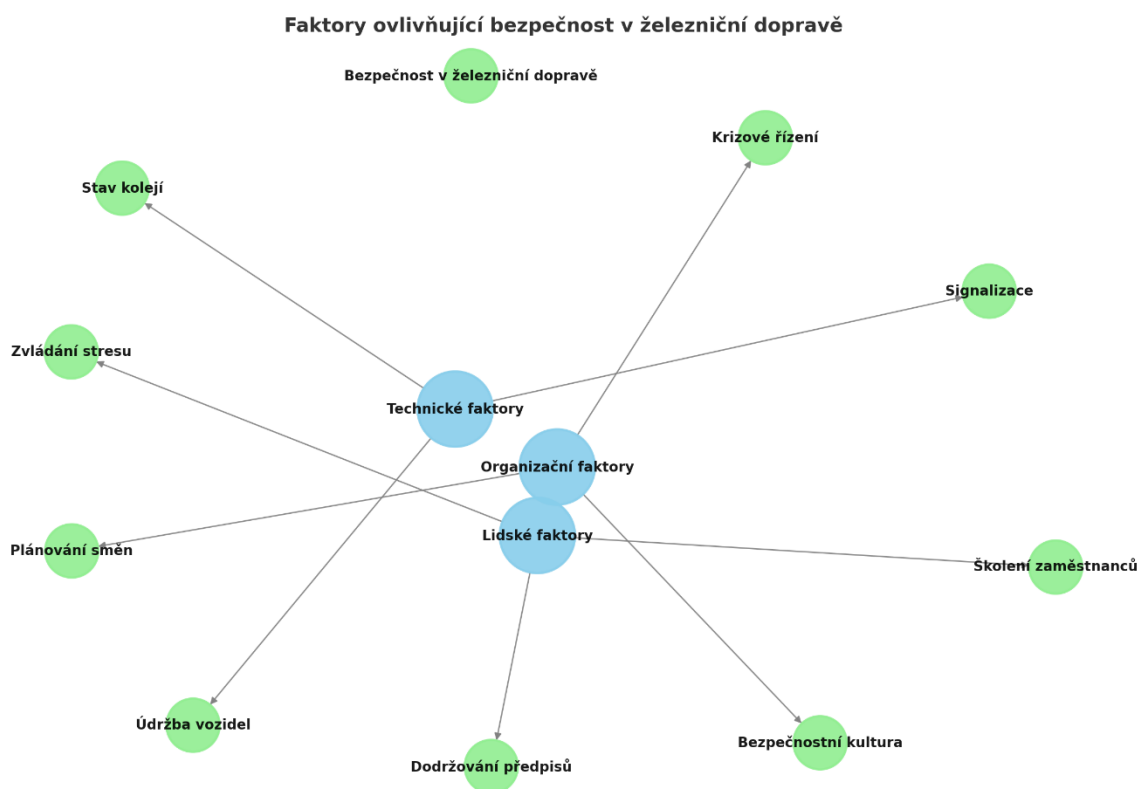 Faktory ovlivňující bezpečnost v železniční dopravě
Bezpečnost v železniční dopravě
Krizové řízení
Stav kolejí
Signalizace
Zvládání stresu
Technické faktory
Organizační faktory
Lidské faktory
Plánování směn
Školení zaměstnanců
Údržba vozidel
Bezpečnostní kultura
Dodržování předpisů